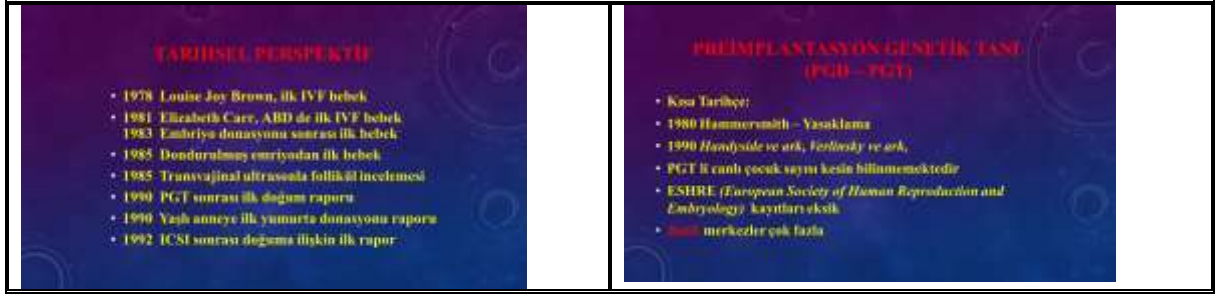 TARİHSEL PERSPEKTİF
• 1978 Louise Joy Brown, ilk IVF bebek
• 1981 Elizabeth Carr, ABD de ilk IVF bebek
1983 Embriyo donasyonu sonrası ilk bebek
• 1985 Dondurulmuş emriyodan ilk bebek
• 1985 Transvajinal ultrasonla follikül incelemesi
• 1990 PGT sonrası ilk doğum raporu
• 1990 Yaşlı anneye ilk yumurta donasyonu raporu
• 1992 ICSI sonrası doğuma ilişkin ilk rapor
PREİMPLANTASYON GENETİK TANI
(PGD – PGT)
• Kısa Tarihçe:
• 1980 Hammersmith – Yasaklama
• 1990 Handyside ve ark, Verlinsky ve ark,
• PGT li canlı çocuk sayısı kesin bilinmemektedir
• ESHRE (European Society of Human Reproduction and
Embryology) kayıtları eksik
• merkezler çok fazla